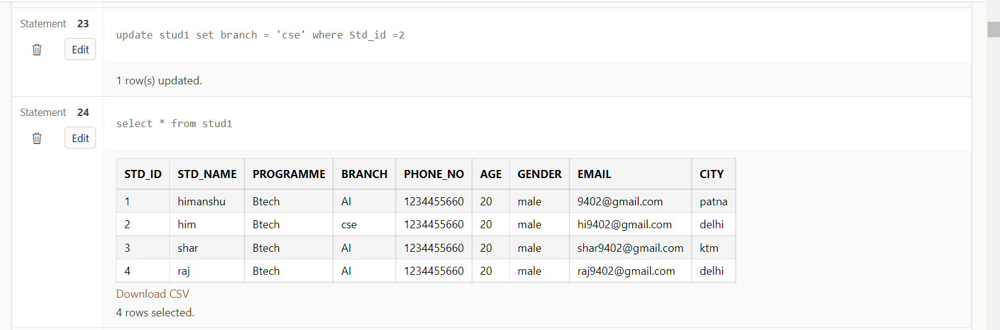 Statement 23
update stud1 set branch = 'cse' where Std_id =2
Edit
1 row(s) updated.
Statement 24
select * from stud1
Edit
STD_ID STD_NAME PROGRAMME BRANCH PHONE_NO AGE GENDER EMAIL CITY
1 himanshu Btech AI 1234455660 20 male 9402@gmail.com patna
2 him Btech cse 1234455660 20 male hi9402@gmail.com delhi
3 shar Btech AI 1234455660 20 male shar9402@gmail.com ktm
4 raj Btech AI 1234455660 20 male raj9402@gmail.com delhi
Download CSV
4 rows selected.